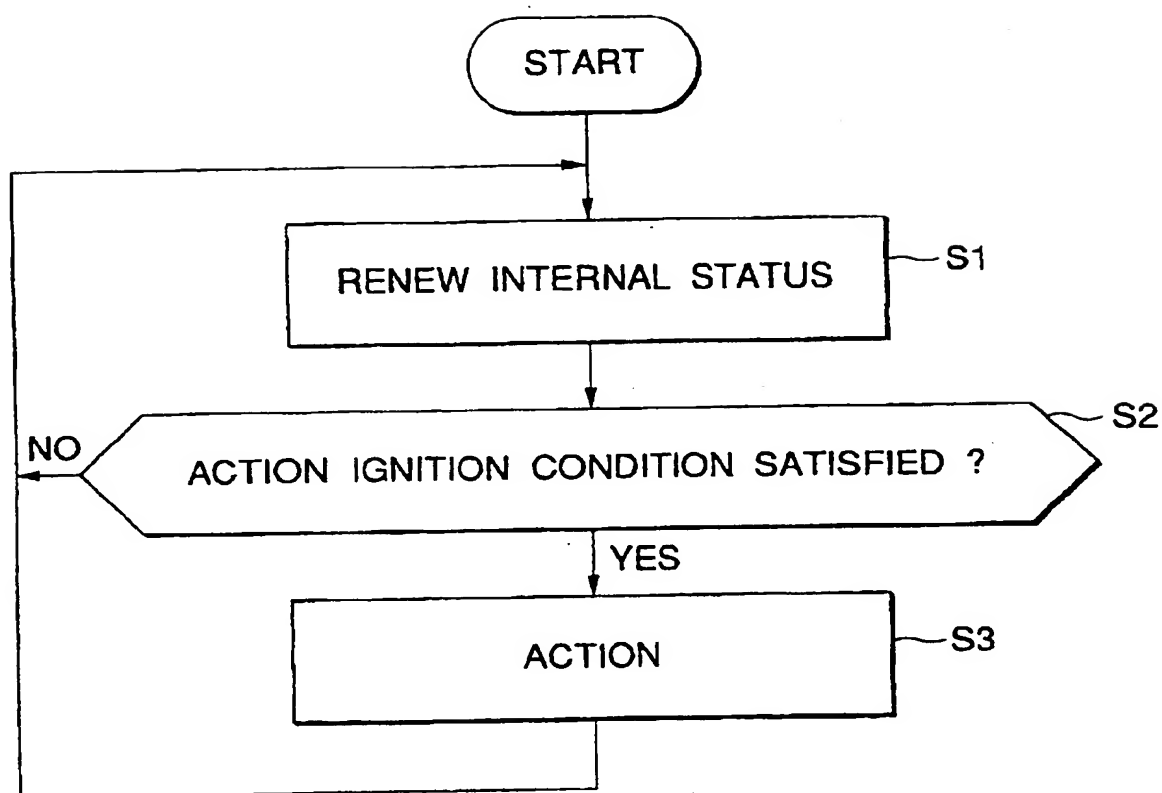 START
RENEW INTERNAL STATUS
S1
S2
NO
ACTION IGNITION CONDITION SATISFIED ?
YES
ACTION
S3